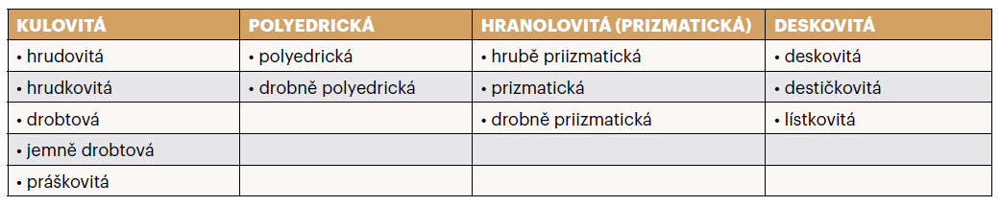 KULOVITÁ POLYEDRICKÁ HRANOLOVITÁ (PRIZMATICKÁ) DESKOVITÁ
• hrudovitá • polyedrická • hrubě priizmatická • deskovitá
• hrudkovitá • drobně polyedrická • prizmatická • destičkovitá
• drobtová • drobně priizmatická • lístkovitá
• jemně drobtová
• práškovitá